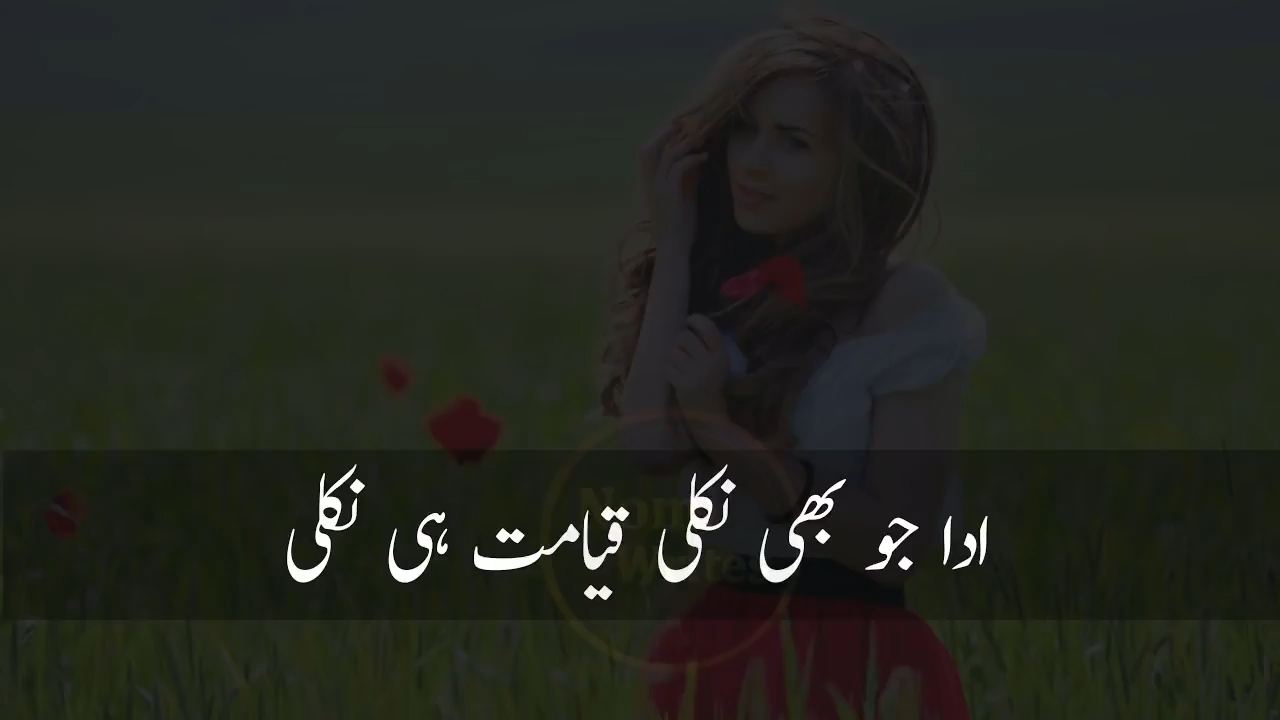 ادا جو بھی نکلی قیامت ہی نکلی